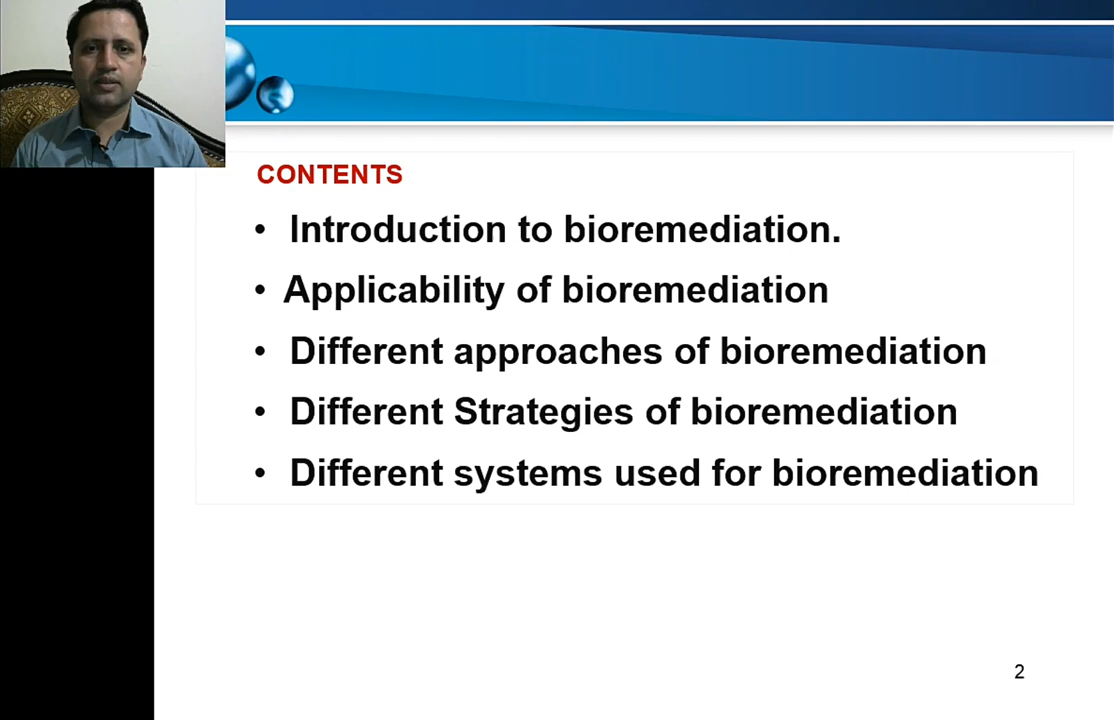 CONTENTS
• Introduction to bioremediation.
• Applicability of bioremediation
• Different approaches of bioremediation
• Different Strategies of bioremediation
• Different systems used for bioremediation
2